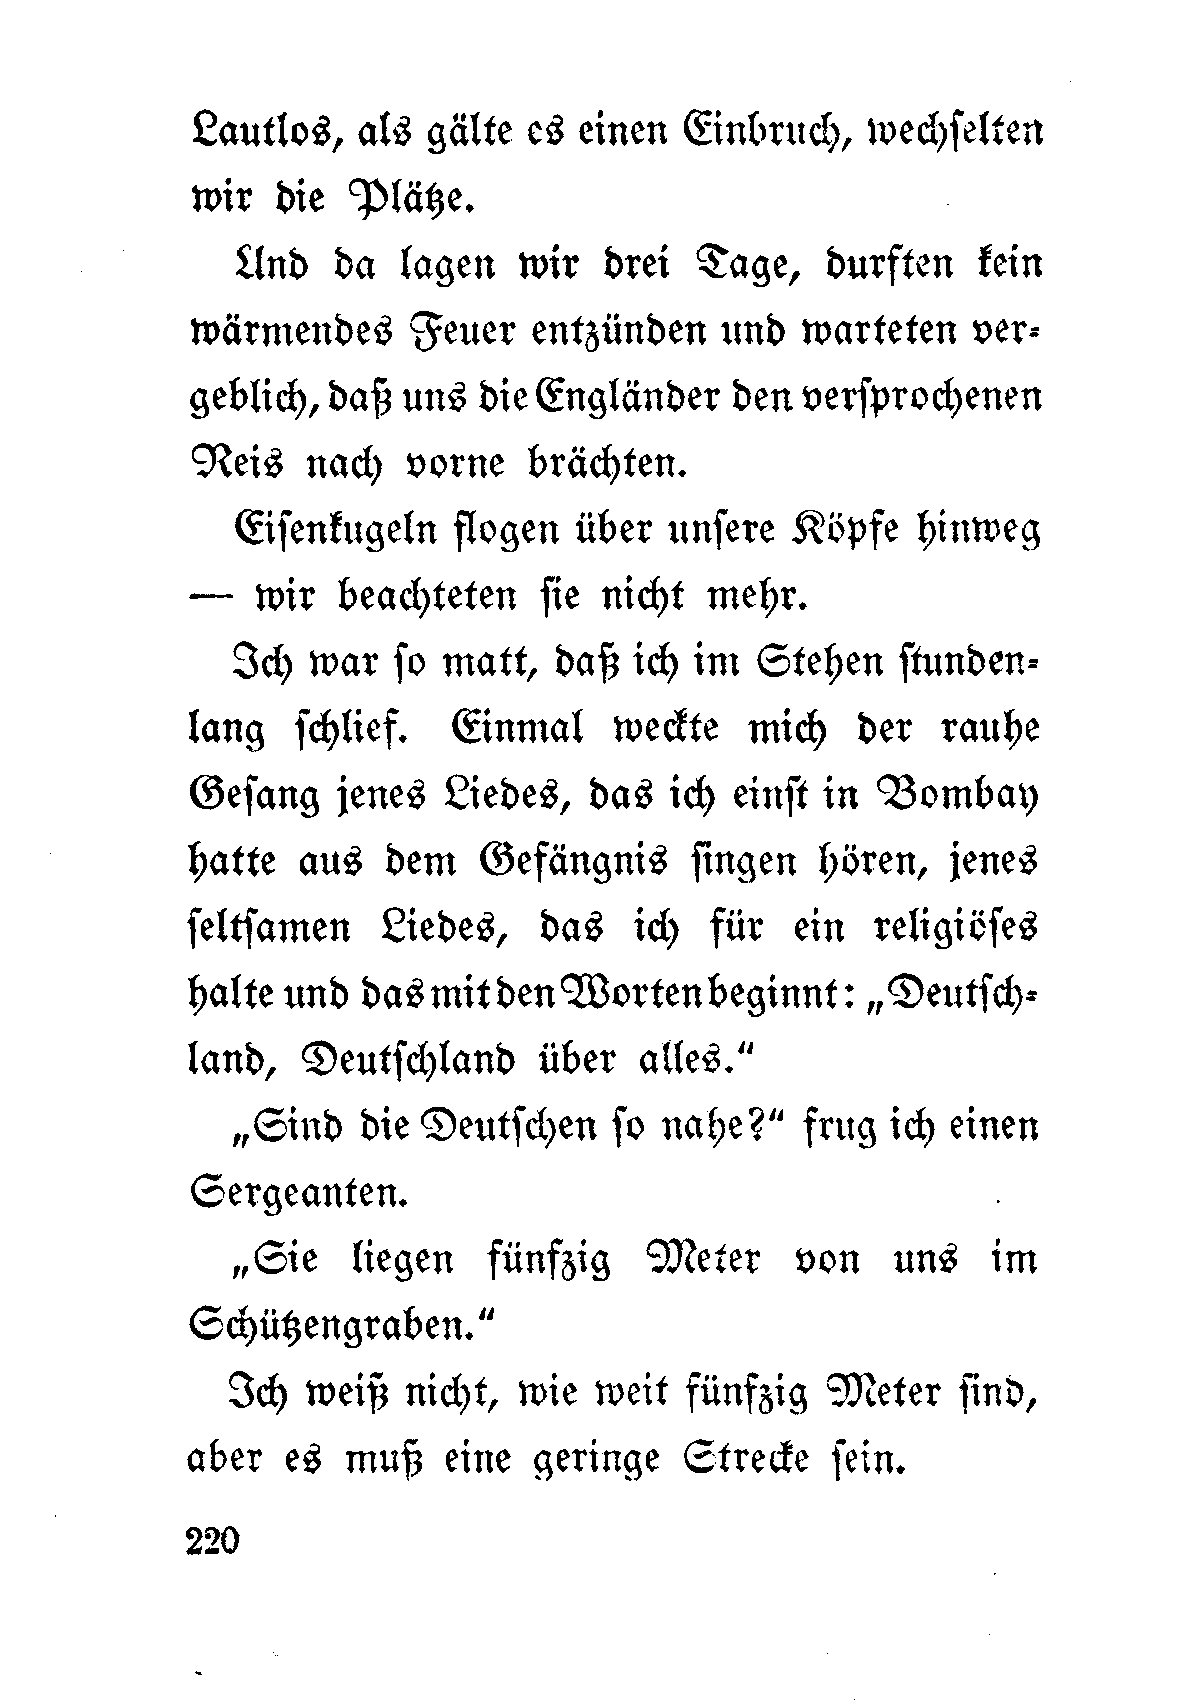 Lautlos, als gälte es einen Einbruch, wechselten
wir die Plätze.
Und da lagen wir drei Tage, durften kein
wärmendes Feuer entzünden und warteten ver-
geblich, daß uns die Engländer den versprochenen
Reis nach vorne brächten.
Eisenkugeln flogen über unsere Köpfe hinweg
— wir beachteten sie nicht mehr.
Ich war so matt, daß ich im Stehen stunden-
lang schlief. Einmal weckte mich der rauhe
Gesang jenes Liedes, das ich einst in Bombay
hatte aus dem Gefängnis singen hören, jenes
seltsamen Liedes, das ich für ein religiöses
halte und das mit den Worten beginnt: „Deutsch-
land, Deutschland über alles.“
„Sind die Deutschen so nahe?“ frug ich einen
Sergeanten.
„Sie liegen fünfzig Meter von uns im
Schützengraben.“
Ich weiß nicht, wie weit fünfzig Meter sind,
aber es muß eine geringe Strecke sein.
220